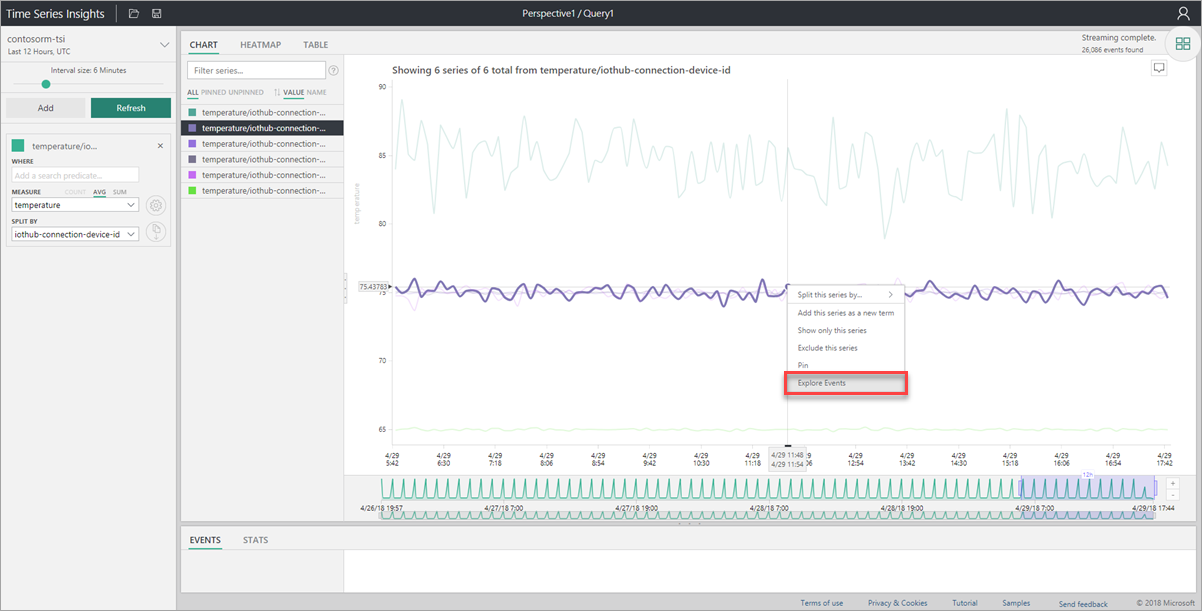 Time Series Insights
Perspective1 / Query1
contosorm-tsi
Last 12 Hours, UTC
Interval size: 6 Minutes
Add
Refresh
temperature/io...
WHERE
Add a search predicate...
MEASURE COUNT AVG SUM
temperature
SPLIT BY
iothub-connection-device-id
CHART HEATMAP TABLE
Streaming complete.
26,086 events found
Filter series...
?
ALL PINNED UNPINNED VALUE NAME
temperature/iothub-connection-...
temperature/iothub-connection-...
temperature/iothub-connection-...
temperature/iothub-connection-...
temperature/iothub-connection-...
temperature/iothub-connection-...
Showing 6 series of 6 total from temperature/iothub-connection-device-id
temperature
90
85
80
75.43783
75
70
65
Split this series by...
Add this series as a new term
Show only this series
Exclude this series
Pin
Explore Events
4/29 4/29 4/29 4/29 4/29 4/29 4/29 4/29 4/29 11:48 4/29 4/29 4/29 4/29 4/29 4/29 4/29
5:42 6:30 7:18 8:06 8:54 9:42 10:30 11:18 4/29 11:54 12:54 13:42 14:30 15:18 16:06 16:54 17:42
12h
+
-
4/26/18 19:57 4/27/18 7:00 4/27/18 19:00 4/28/18 7:00 4/28/18 19:00 4/29/18 7:00 4/29/18 17:44
EVENTS STATS
Terms of use Privacy & Cookies Tutorial Samples Send feedback © 2018 Microsoft